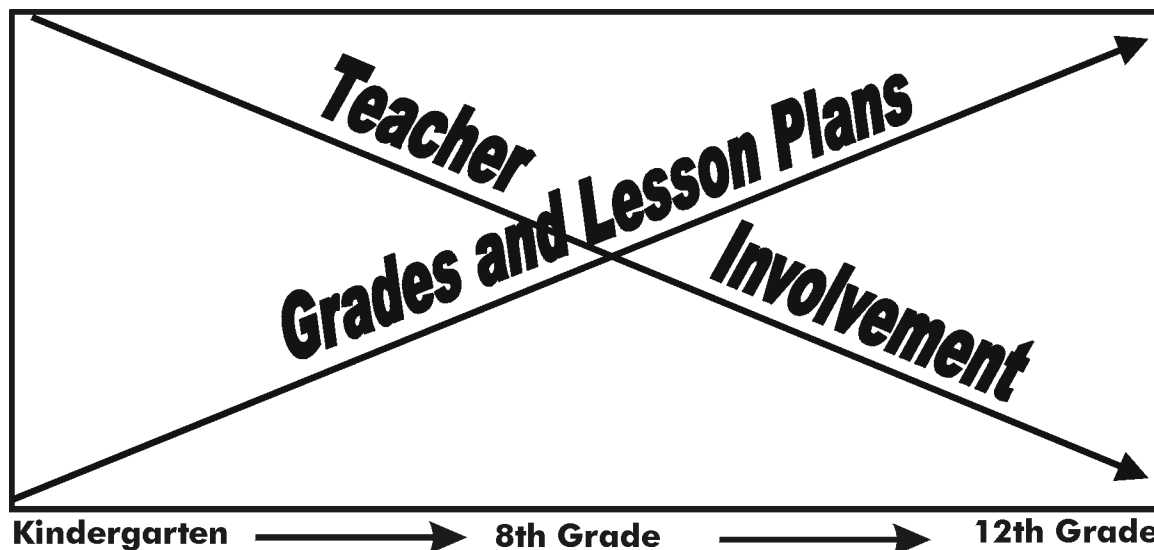 Teacher Involvement
Grades and Lesson Plans
Kindergarten 8th Grade 12th Grade